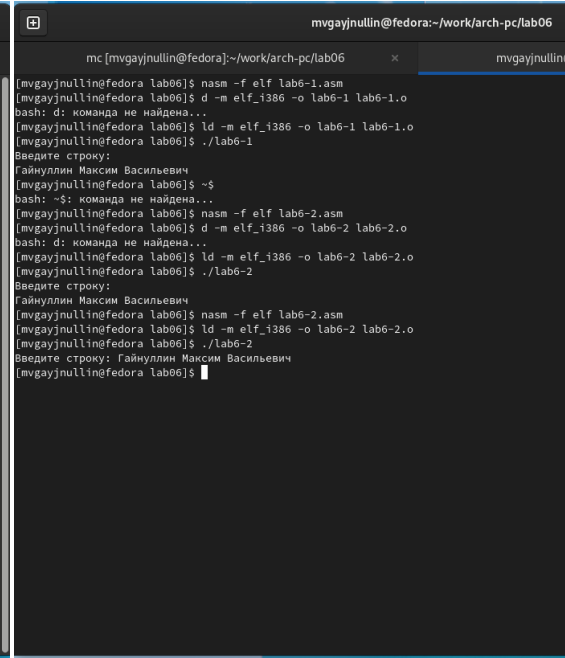 mvgayjnullin@fedora:~/work/arch-pc/lab06
mc [mvgayjnullin@fedora]:~/work/arch-pc/lab06 × mvgayjnullin
[mvgayjnullin@fedora lab06]$ nasm -f elf lab6-1.asm
[mvgayjnullin@fedora lab06]$ d -m elf_i386 -o lab6-1 lab6-1.o
bash: d: команда не найдена...
[mvgayjnullin@fedora lab06]$ ld -m elf_i386 -o lab6-1 lab6-1.o
[mvgayjnullin@fedora lab06]$ ./lab6-1
Введите строку:
Гайнуллин Максим Васильевич
[mvgayjnullin@fedora lab06]$ ~$
bash: ~$: команда не найдена...
[mvgayjnullin@fedora lab06]$ nasm -f elf lab6-2.asm
[mvgayjnullin@fedora lab06]$ d -m elf_i386 -o lab6-2 lab6-2.o
bash: d: команда не найдена...
[mvgayjnullin@fedora lab06]$ ld -m elf_i386 -o lab6-2 lab6-2.o
[mvgayjnullin@fedora lab06]$ ./lab6-2
Введите строку:
Гайнуллин Максим Васильевич
[mvgayjnullin@fedora lab06]$ nasm -f elf lab6-2.asm
[mvgayjnullin@fedora lab06]$ ld -m elf_i386 -o lab6-2 lab6-2.o
[mvgayjnullin@fedora lab06]$ ./lab6-2
Введите строку: Гайнуллин Максим Васильевич
[mvgayjnullin@fedora lab06]$